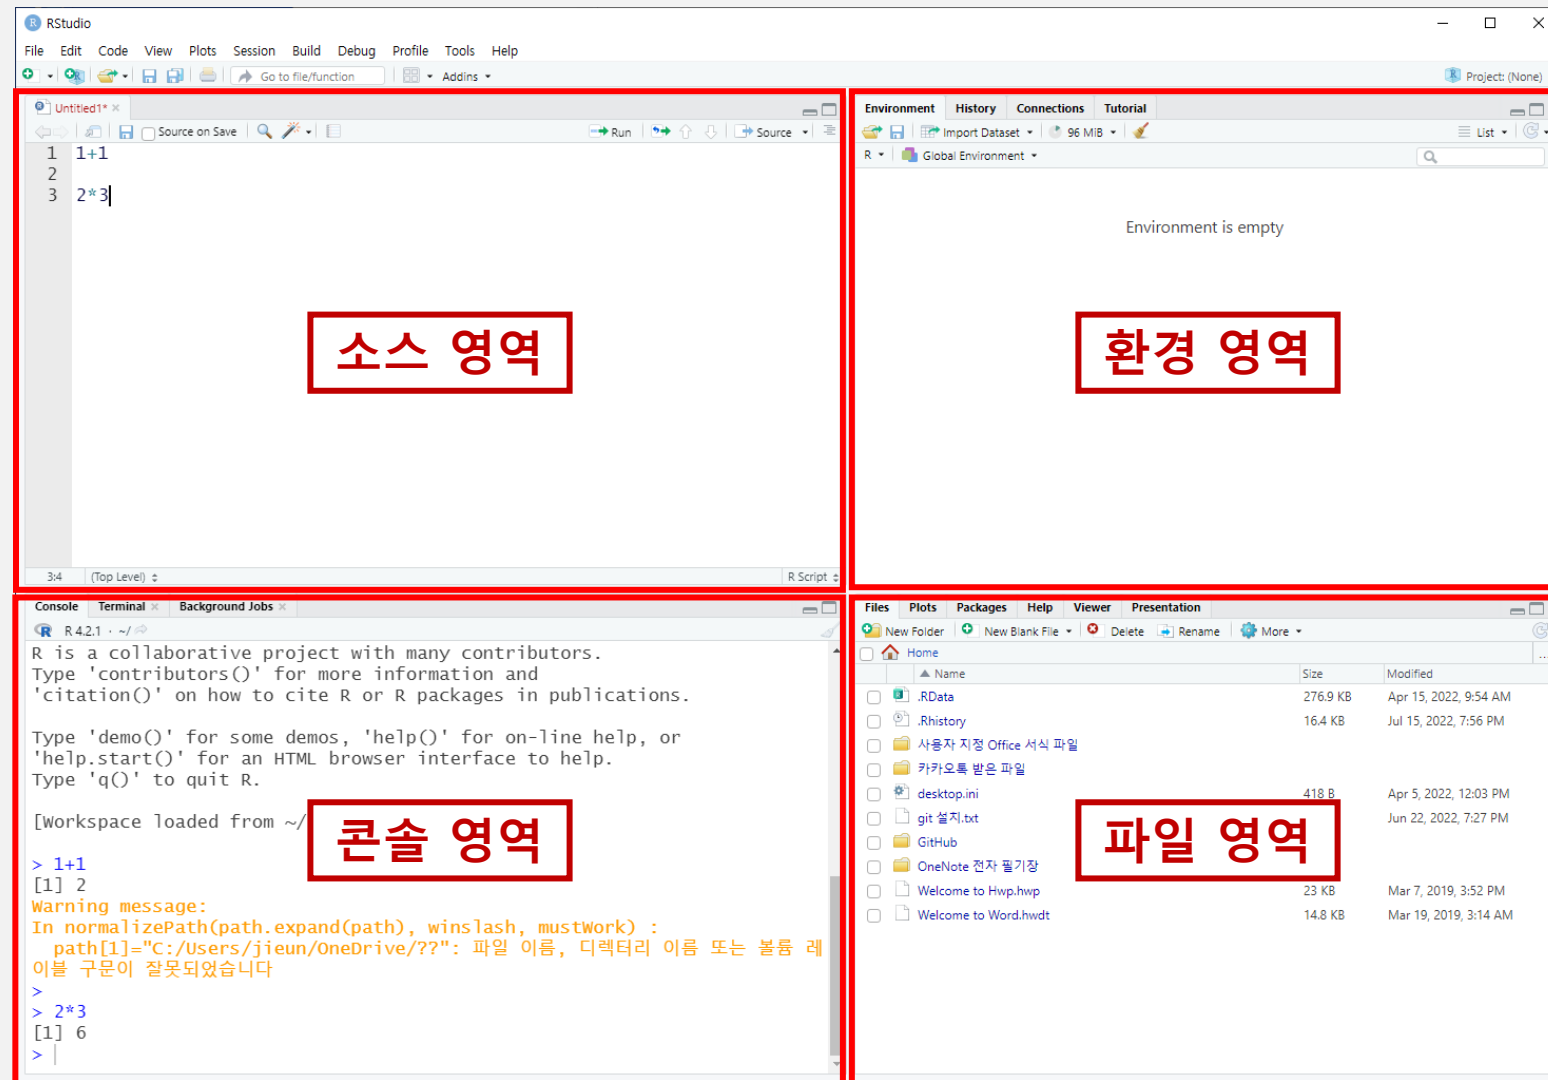 RStudio
File Edit Code View Plots Session Build Debug Profile Tools Help
Go to file/function Addins Project: (None)
Untitled1*
Source on Save Run Source
1 1+1
2
3 2*3
소스 영역
3:4 (Top Level) R Script
Environment History Connections Tutorial
Import Dataset 96 MiB List
R Global Environment
Environment is empty
환경 영역
Console Terminal Background Jobs
R 4.2.1 · ~/
R is a collaborative project with many contributors.
Type 'contributors()' for more information and
'citation()' on how to cite R or R packages in publications.
Type 'demo()' for some demos, 'help()' for on-line help, or
'help.start()' for an HTML browser interface to help.
Type 'q()' to quit R.
[Workspace loaded from ~/
콘솔 영역
> 1+1
[1] 2
Warning message:
In normalizePath(path.expand(path), winslash, mustWork) :
path[1]="C:/Users/jieun/OneDrive/??": 파일 이름, 디렉터리 이름 또는 볼륨 레
이블 구문이 잘못되었습니다
>
> 2*3
[1] 6
>
Files Plots Packages Help Viewer Presentation
New Folder New Blank File Delete Rename More
Home ...
Name Size Modified
.RData 276.9 KB Apr 15, 2022, 9:54 AM
.Rhistory 16.4 KB Jul 15, 2022, 7:56 PM
사용자 지정 Office 서식 파일
카카오톡 받은 파일
desktop.ini 418 B Apr 5, 2022, 12:03 PM
git 설치.txt Jun 22, 2022, 7:27 PM
GitHub
OneNote 전자 필기장
Welcome to Hwp.hwp 23 KB Mar 7, 2019, 3:52 PM
Welcome to Word.hwdt 14.8 KB Mar 19, 2019, 3:14 AM
파일 영역